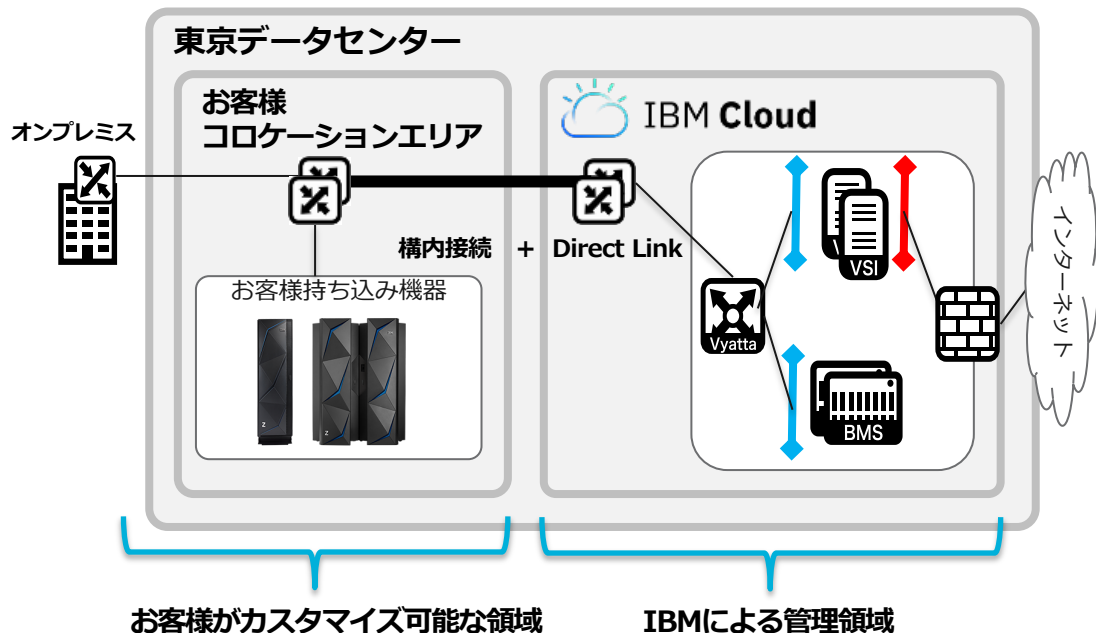 東京データセンター
お客様
コロケーションエリア
オンプレミス
IBM Cloud
構内接続 + Direct Link
お客様持ち込み機器
z
z
Vyatta
VSI
BMS
インターネット
お客様がカスタマイズ可能な領域
IBMによる管理領域